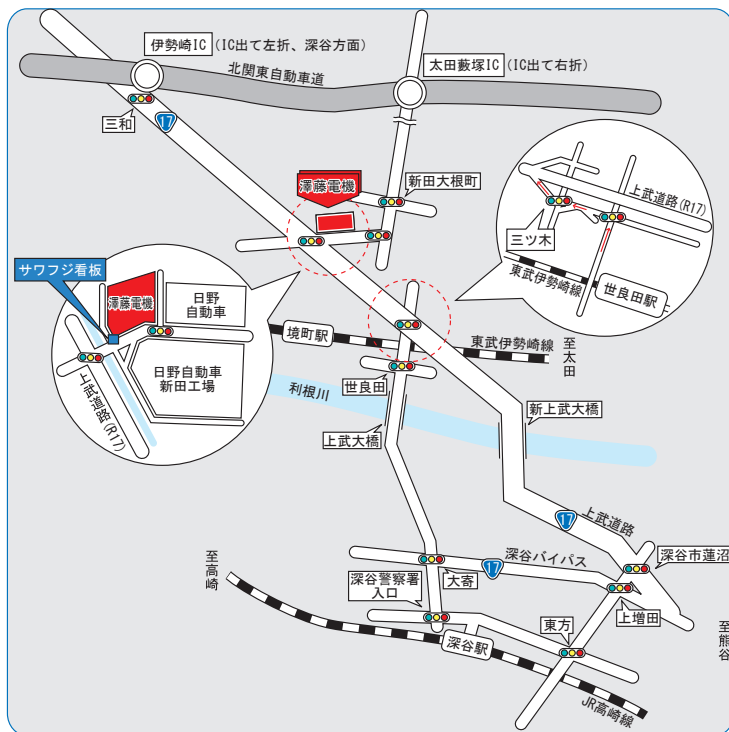 伊勢崎IC (IC出て左折、深谷方面)
太田藪塚IC (IC出て右折)
北関東自動車道
三和
17
澤藤電機
新田大根町
上武道路(R17)
三ツ木
東武伊勢崎線
世良田駅
サワフジ看板
澤藤電機
日野
自動車
日野自動車
新田工場
上武道路(R17)
境町駅
東武伊勢崎線
至太田
世良田
利根川
上武大橋
新上武大橋
17
上武道路
至高崎
深谷バイパス
17
深谷市蓮沼
深谷警察署
入口
大寄
上増田
東方
至熊谷
深谷駅
JR高崎線